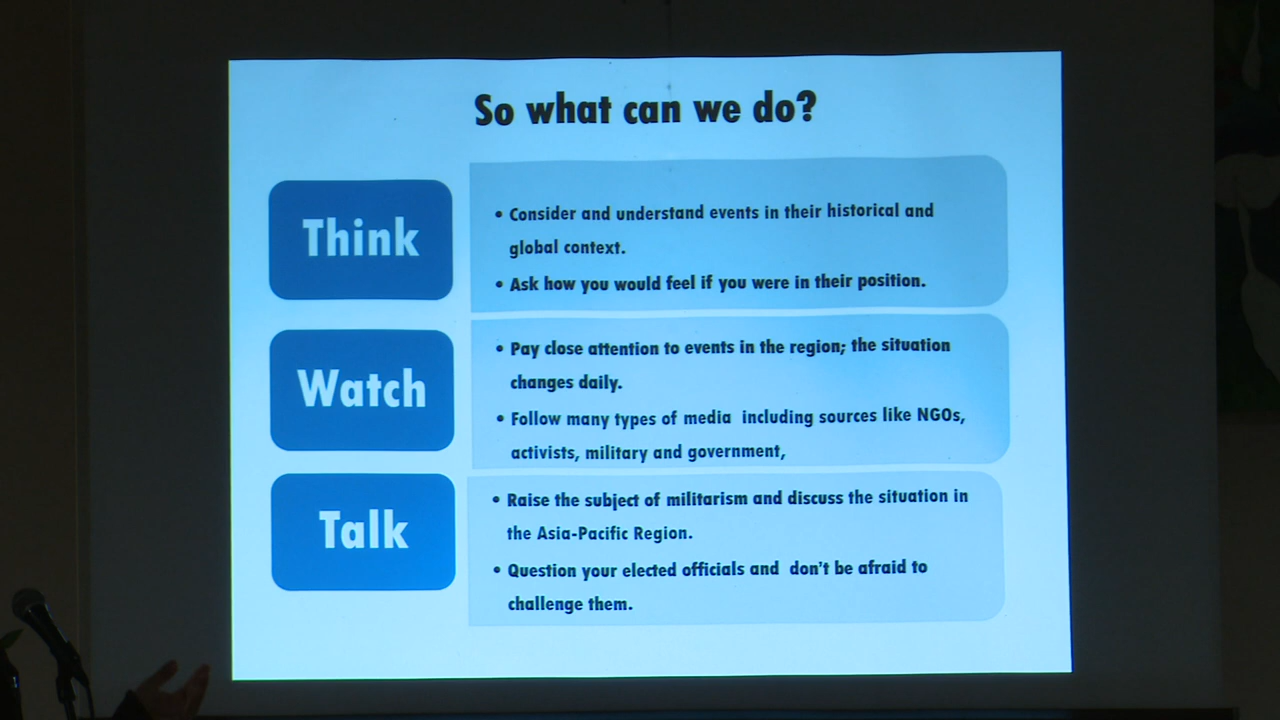 So what can we do?
Think
• Consider and understand events in their historical and
global context.
• Ask how you would feel if you were in their position.
Watch
• Pay close attention to events in the region; the situation
changes daily.
• Follow many types of media  including sources like NGOs,
activists, military and government,
Talk
• Raise the subject of militarism and discuss the situation in
the Asia-Pacific Region.
• Question your elected officials and  don't be afraid to
challenge them.